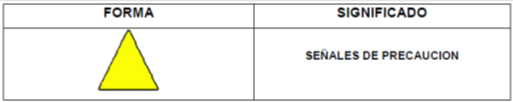 FORMA SIGNIFICADO
SEÑALES DE PRECAUCION